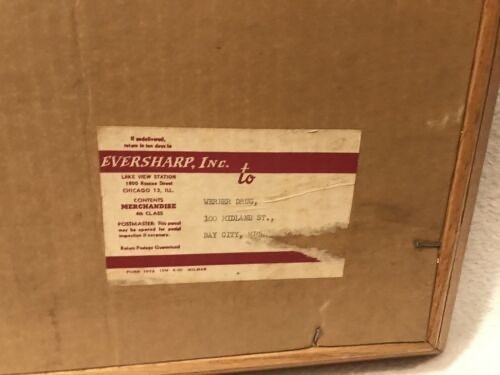 If undelivered,
return in ten days to
EVERSHARP, INC.
LAKE VIEW STATION
1800 Roscoe Street
CHICAGO 13, ILL.
CONTENTS
MERCHANDISE
4th CLASS
POSTMASTER: This parcel
may be opened for postal
inspection if necessary.
Return Postage Guaranteed
to
WERNER DRUG,
100 MIDLAND ST.,
BAY CITY,
FORM